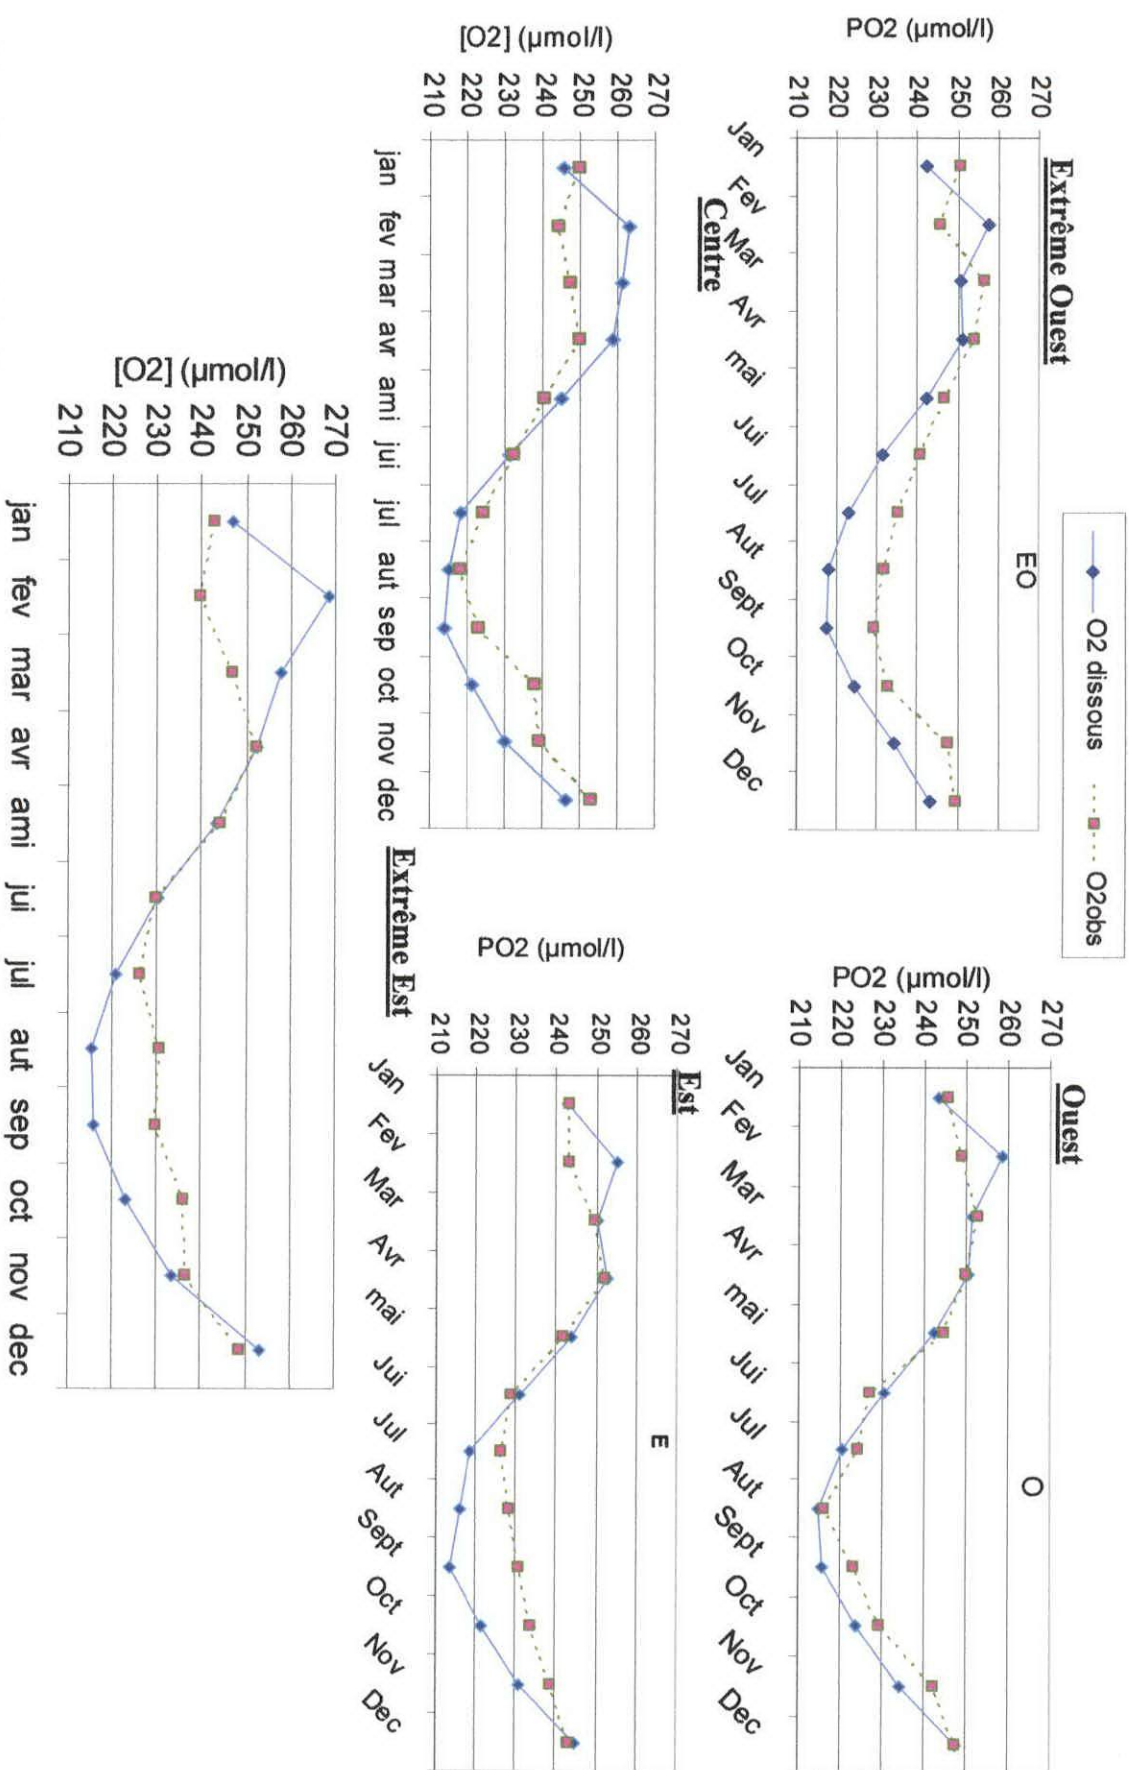 O2 dissous O2obs
Extrême Ouest
EO
PO2 (µmol/l)
270
260
250
240
230
220
210
Jan Fev Mar Avr mai Jui Jul Aut Sept Oct Nov Dec
Ouest
O
PO2 (µmol/l)
270
260
250
240
230
220
210
Jan Fev Mar Avr mai Jui Jul Aut Sept Oct Nov Dec
Centre
[O2] (µmol/l)
270
260
250
240
230
220
210
jan fev mar avr ami jui jul aut sep oct nov dec
Est
E
PO2 (µmol/l)
270
260
250
240
230
220
210
Jan Fev Mar Avr mai Jui Jul Aut Sept Oct Nov Dec
Extrême Est
[O2] (µmol/l)
270
260
250
240
230
220
210
jan fev mar avr ami jui jul aut sep oct nov dec